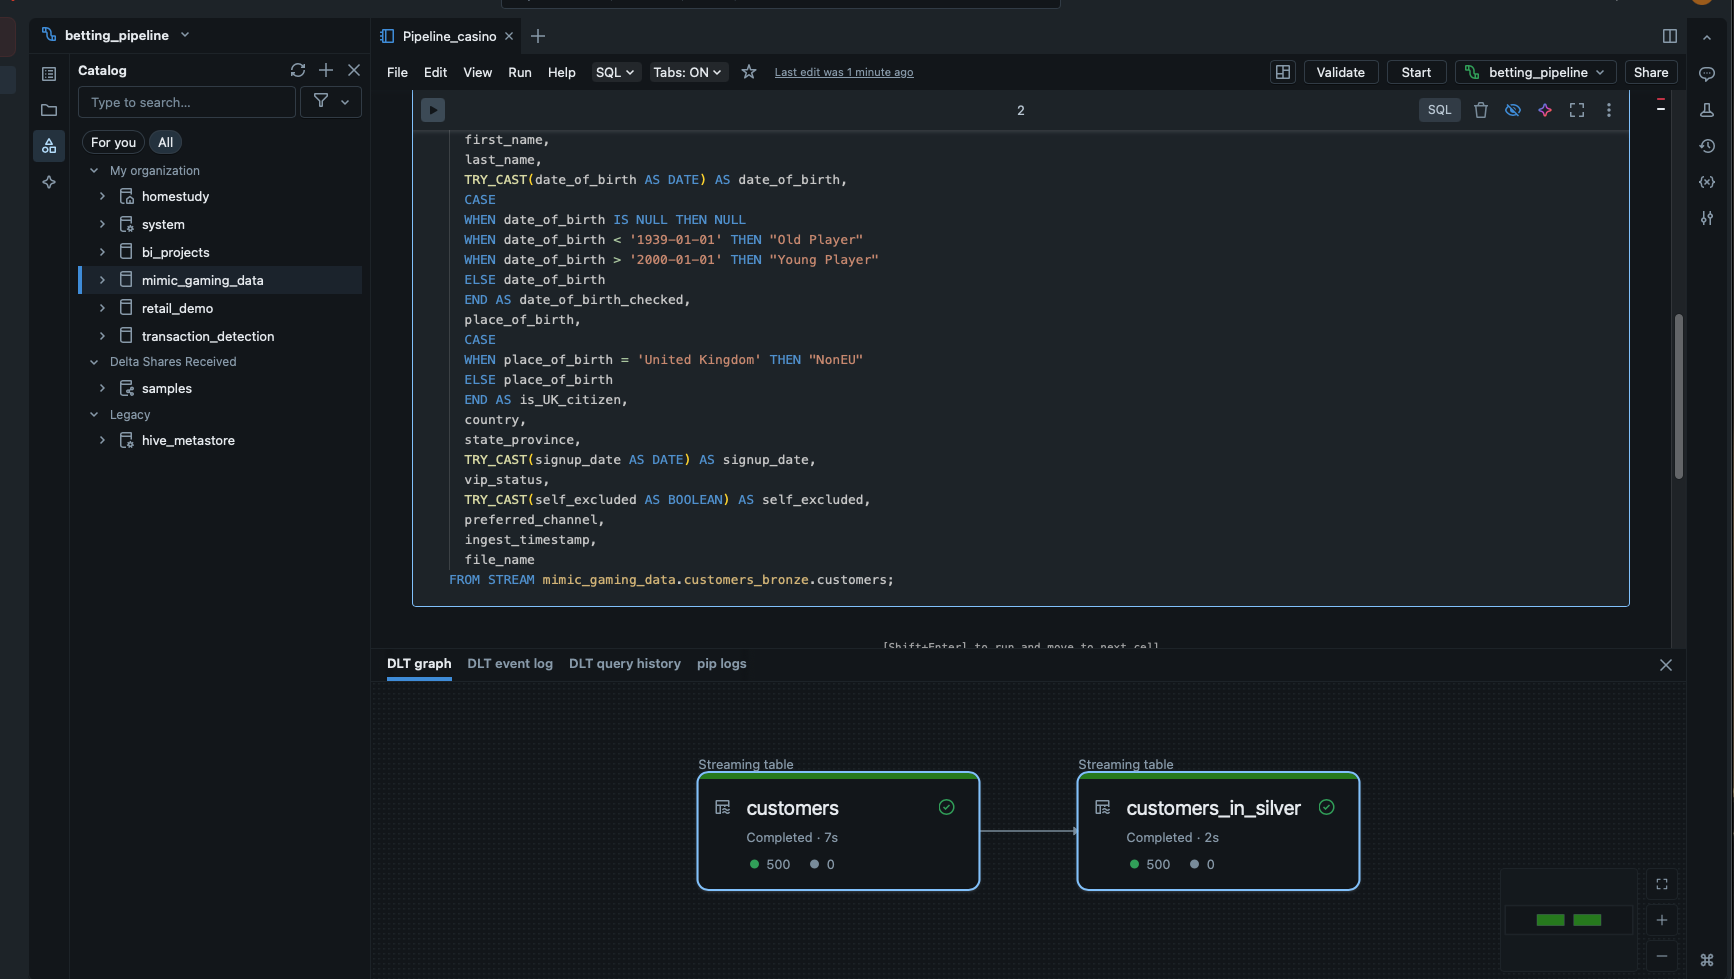 betting_pipeline
Pipeline_casino
Catalog
Type to search...
For you
All
My organization
homestudy
system
bi_projects
mimic_gaming_data
retail_demo
transaction_detection
Delta Shares Received
samples
Legacy
hive_metastore
File Edit View Run Help SQL Tabs: ON Last edit was 1 minute ago
Validate Start betting_pipeline Share
2
SQL
first_name,
last_name,
TRY_CAST(date_of_birth AS DATE) AS date_of_birth,
CASE
WHEN date_of_birth IS NULL THEN NULL
WHEN date_of_birth < '1939-01-01' THEN "Old Player"
WHEN date_of_birth > '2000-01-01' THEN "Young Player"
ELSE date_of_birth
END AS date_of_birth_checked,
place_of_birth,
CASE
WHEN place_of_birth = 'United Kingdom' THEN "NonEU"
ELSE place_of_birth
END AS is_UK_citizen,
country,
state_province,
TRY_CAST(signup_date AS DATE) AS signup_date,
vip_status,
TRY_CAST(self_excluded AS BOOLEAN) AS self_excluded,
preferred_channel,
ingest_timestamp,
file_name
FROM STREAM mimic_gaming_data.customers_bronze.customers;
[Shift+Enter] to run and move to next cell
DLT graph DLT event log DLT query history pip logs
Streaming table
customers
Completed · 7s
500 0
Streaming table
customers_in_silver
Completed · 2s
500 0